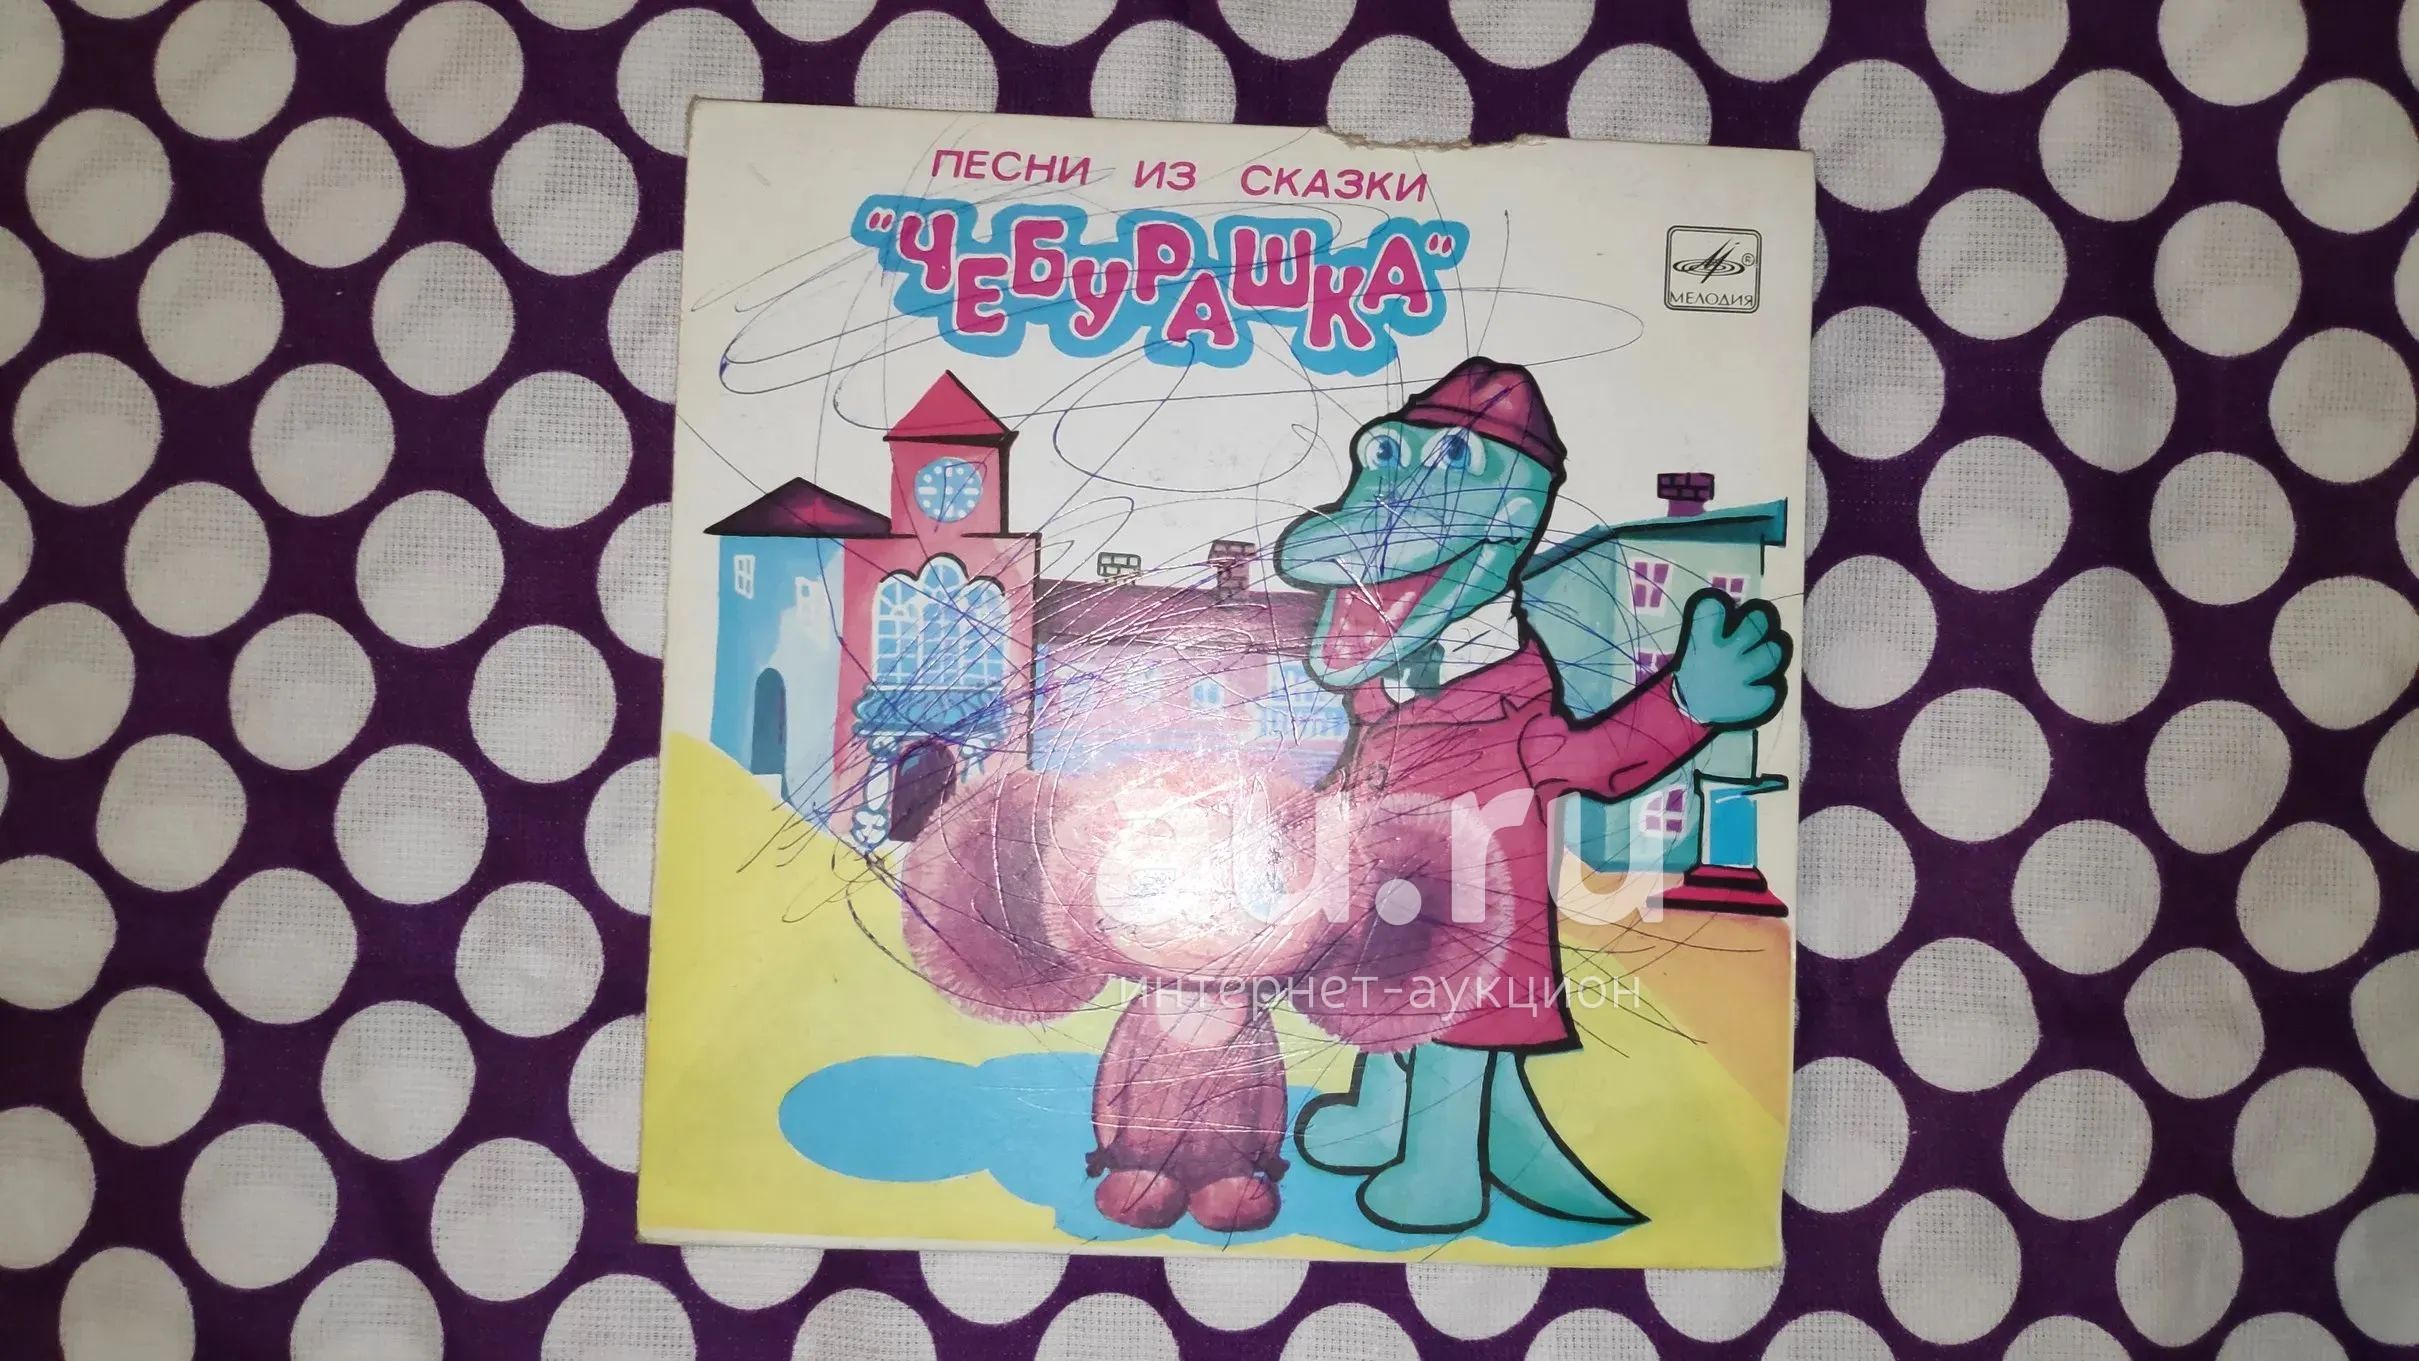 ПЕСНИ ИЗ СКАЗКИ
"ЧЕБУРАШКА"
МЕЛОДИЯ
au.ru
интернет-аукцион